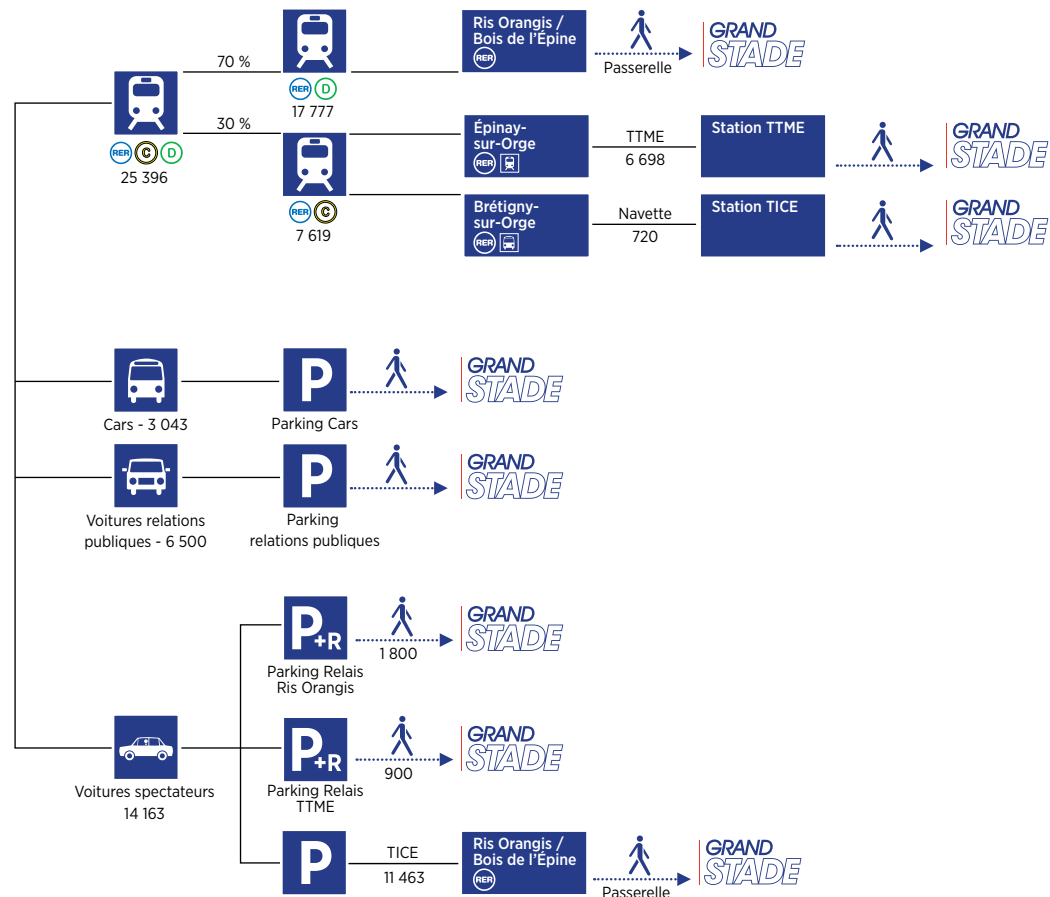 70 %
RER D
17 777
Ris Orangis /
Bois de l'Épine
RER
Passerelle
GRAND
STADE
RER C D
25 396
30 %
RER C
7 619
Épinay-
sur-Orge
RER
TTME
6 698
Station TTME
GRAND
STADE
Brétigny-
sur-Orge
RER
Navette
720
Station TICE
GRAND
STADE
Cars - 3 043
P
Parking Cars
GRAND
STADE
Voitures relations
publiques - 6 500
P
Parking
relations publiques
GRAND
STADE
Voitures spectateurs
14 163
P+R
Parking Relais
Ris Orangis
1 800
GRAND
STADE
P+R
Parking Relais
TTME
900
GRAND
STADE
P
TICE
11 463
Ris Orangis /
Bois de l'Épine
RER
Passerelle
GRAND
STADE